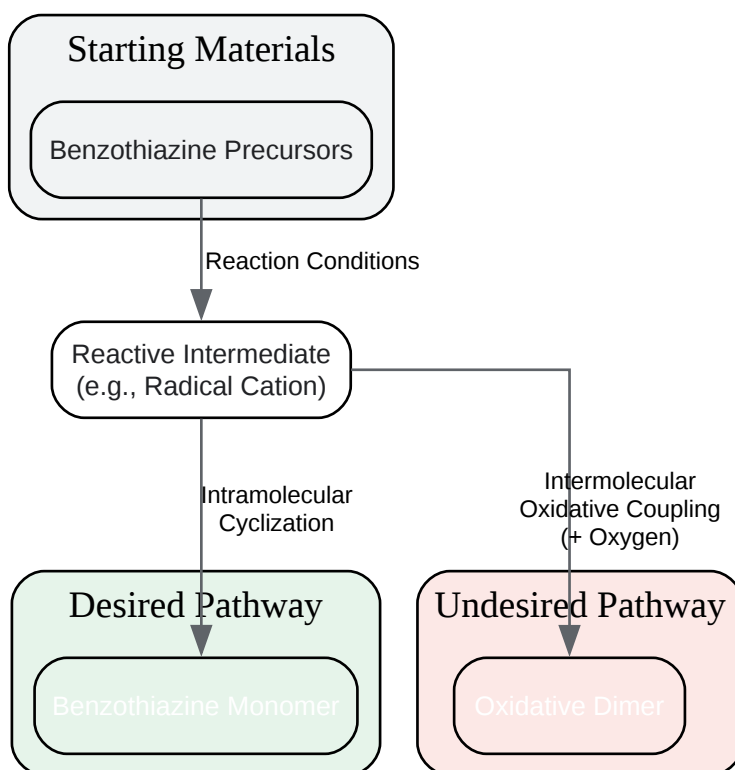 Starting Materials
Benzothiazine Precursors
Reaction Conditions
Reactive Intermediate
(e.g., Radical Cation)
Intramolecular
Cyclization
Intermolecular
Oxidative Coupling
(+ Oxygen)
Desired Pathway
Undesired Pathway
Benzothiazine Monomer
Oxidative Dimer